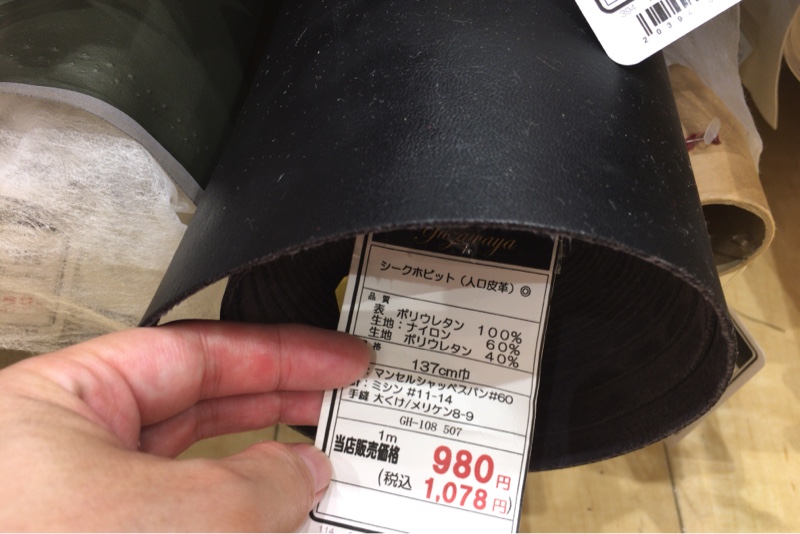 シークホビット（人口皮革）◎
品質
表 ポリウレタン 100%
生地：ナイロン 60%
生地 ポリウレタン 40%
格
137cm巾
：マンセルシャッペスパン#60
：ミシン #11-14
手縫 大くけ/メリケン8-9
GH-108 507
1m
当店販売価格 980円
(税込 1,078円)